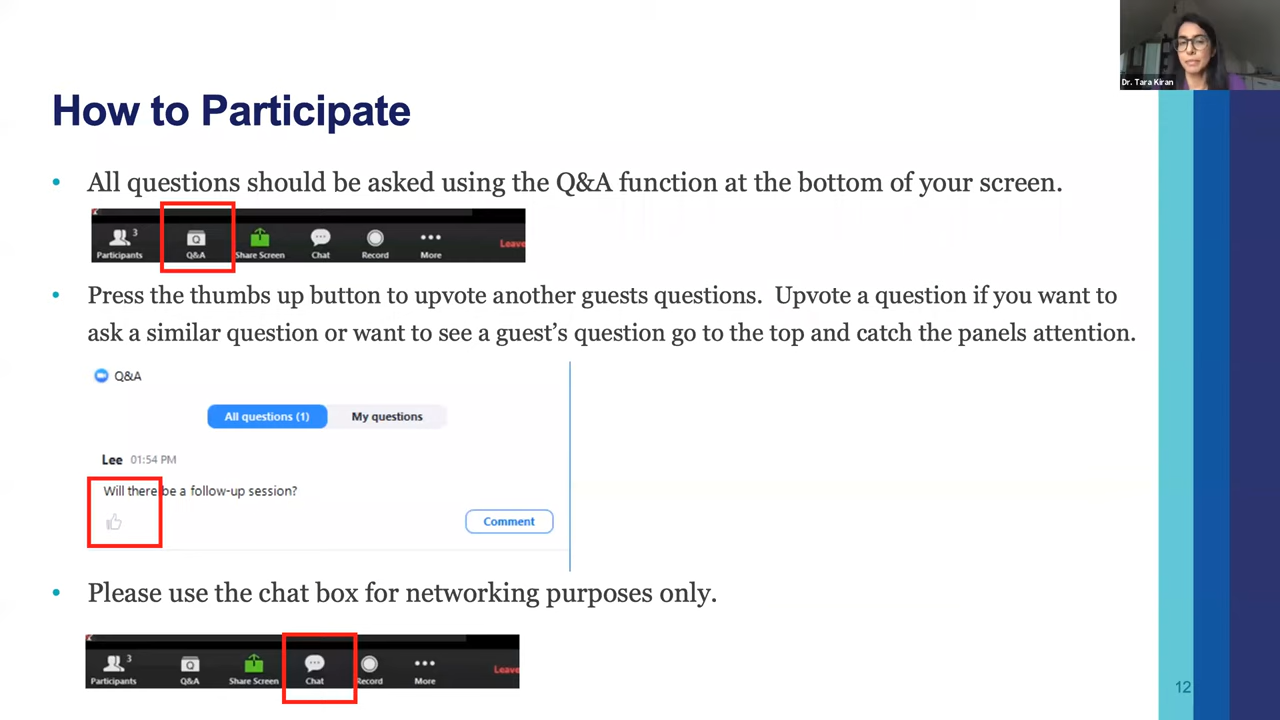 Dr. Tara Kiran
How to Participate
• All questions should be asked using the Q&A function at the bottom of your screen.
3
Participants Q&A Share Screen Chat Record More Leave
• Press the thumbs up button to upvote another guests questions.  Upvote a question if you want to
ask a similar question or want to see a guest's question go to the top and catch the panels attention.
Q&A
All questions (1) My questions
Lee 01:54 PM
Will there be a follow-up session?
Comment
• Please use the chat box for networking purposes only.
3
Participants Q&A Share Screen Chat Record More Leave
12